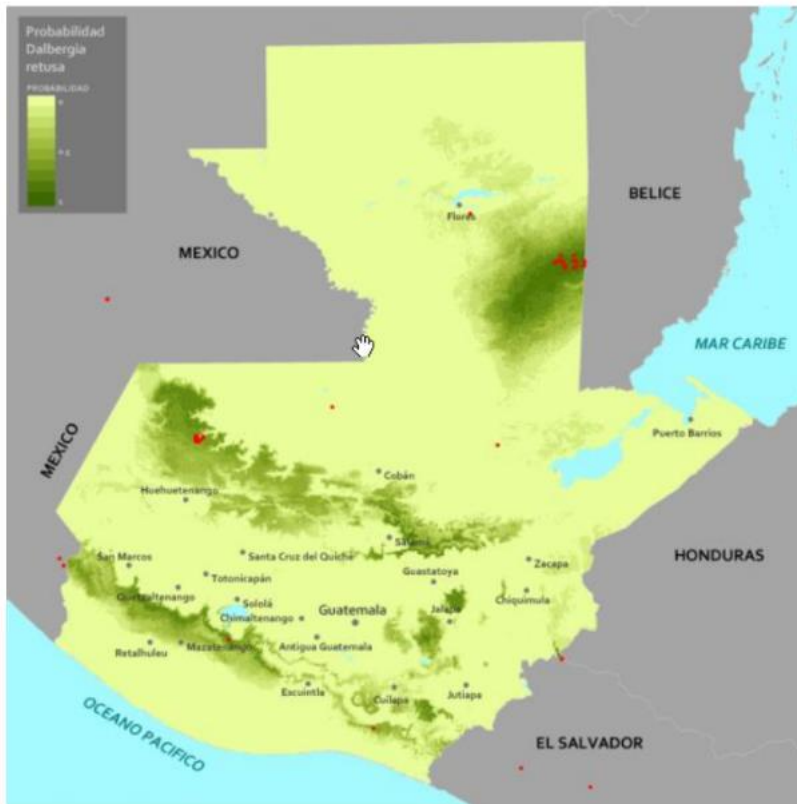 Probabilidad
Dalbergia
retusa
PROBABILIDAD
BELICE
Flores
MEXICO
MAR CARIBE
Puerto Barrios
MEXICO
Cobán
Huehuetenango
HONDURAS
San Marcos
Santa Cruz del Quiché
Zacapa
Totonicapán
Guastatoya
Quetzaltenango
Chiquimula
Sololá
Chimaltenango
Guatemala
Jalapa
Retalhuleu
Mazatenango
Antigua Guatemala
Escuintla
Cuilapa
Jutiapa
OCEANO PACIFICO
EL SALVADOR